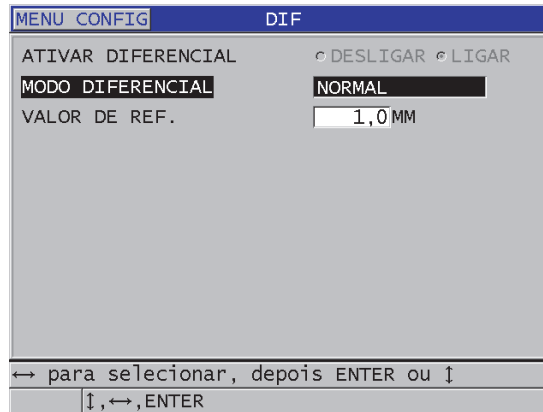 MENU CONFIG DIF
ATIVAR DIFERENCIAL DESLIGAR LIGAR
MODO DIFERENCIAL NORMAL
VALOR DE REF. 1,0 MM
↔ para selecionar, depois ENTER ou ↕
↕,↔,ENTER